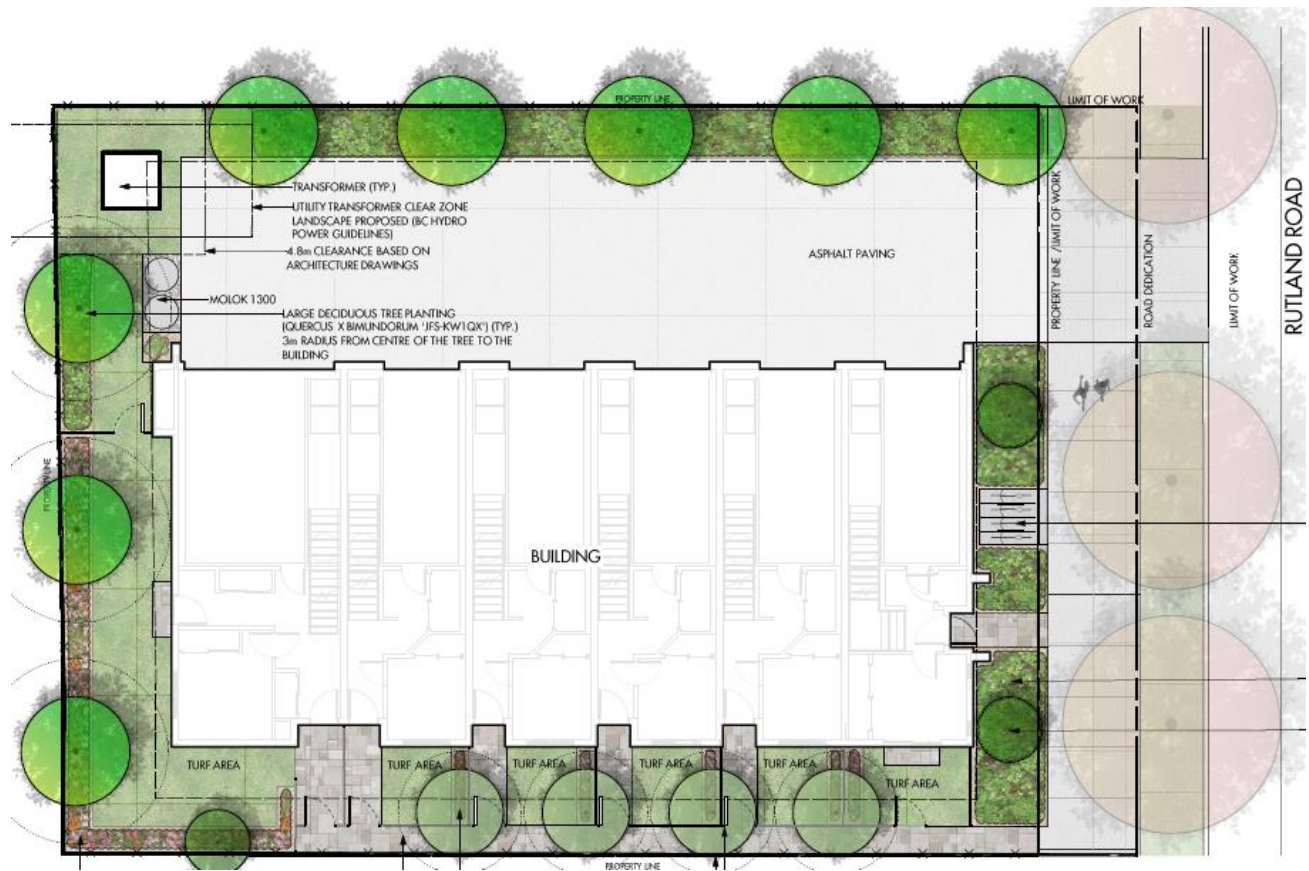 PROPERTY LINE
LIMIT OF WORK
TRANSFORMER (TYP.)
UTILITY TRANSFORMER CLEAR ZONE
LANDSCAPE PROPOSED (BC HYDRO
POWER GUIDELINES)
4.8m CLEARANCE BASED ON
ARCHITECTURE DRAWINGS
ASPHALT PAVING
MOLOK 1300
LARGE DECIDUOUS TREE PLANTING
(QUERCUS X BIMUNDORUM 'JFS-KW1QX') (TYP.)
3m RADIUS FROM CENTRE OF THE TREE TO THE
BUILDING
PROPERTY LINE /LIMIT OF WORK
ROAD DEDICATION
LIMIT OF WORK
RUTLAND ROAD
PROPERTY LINE
BUILDING
TURF AREA
TURF AREA
TURF AREA
TURF AREA
TURF AREA
TURF AREA
PROPERTY LINE